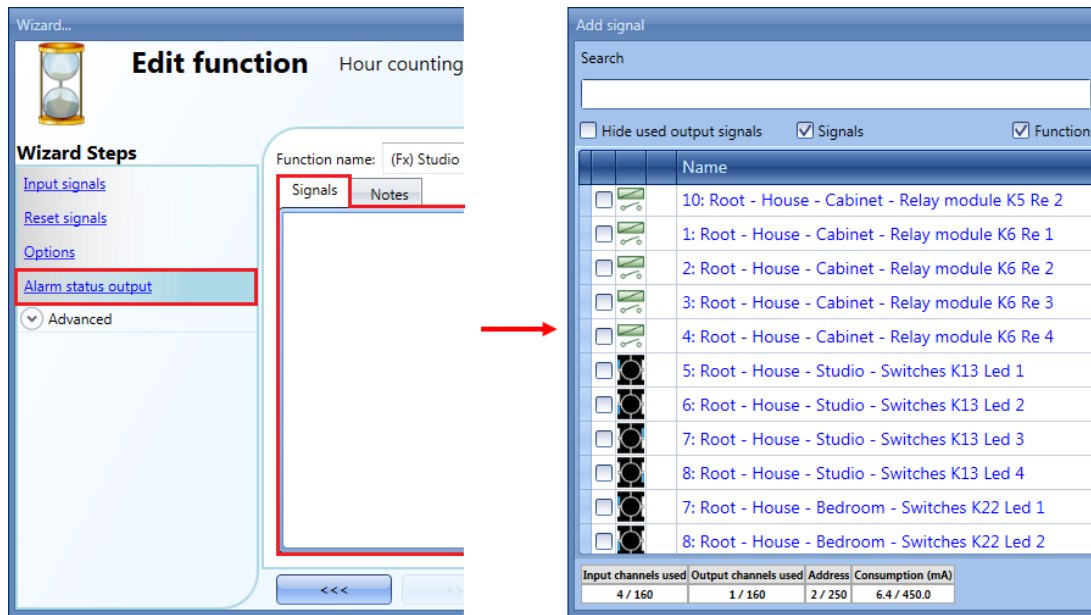 Wizard...
Edit function Hour counting
Wizard Steps
Input signals
Reset signals
Options
Alarm status output
Advanced
Function name: (Fx) Studio
Signals Notes
<<< >>
Add signal
Search
Hide used output signals Signals Function
Name
10: Root - House - Cabinet - Relay module K5 Re 2
1: Root - House - Cabinet - Relay module K6 Re 1
2: Root - House - Cabinet - Relay module K6 Re 2
3: Root - House - Cabinet - Relay module K6 Re 3
4: Root - House - Cabinet - Relay module K6 Re 4
5: Root - House - Studio - Switches K13 Led 1
6: Root - House - Studio - Switches K13 Led 2
7: Root - House - Studio - Switches K13 Led 3
8: Root - House - Studio - Switches K13 Led 4
7: Root - House - Bedroom - Switches K22 Led 1
8: Root - House - Bedroom - Switches K22 Led 2
Input channels used Output channels used Address Consumption (mA)
4 / 160 1 / 160 2 / 250 6.4 / 450.0